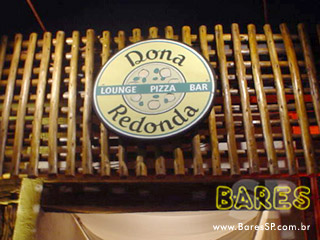 Dona
LOUNGE PIZZA BAR
Redonda
BARES
www.BaresSP.com.br